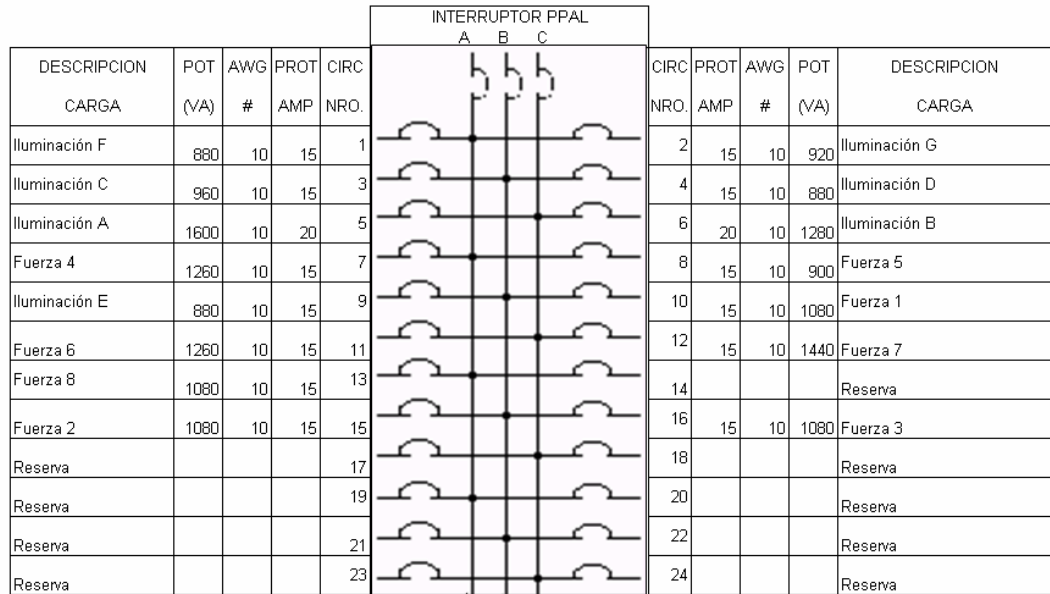 INTERRUPTOR PPAL
A B C
DESCRIPCION CARGA POT (VA) AWG # PROT AMP CIRC NRO. CIRC NRO. PROT AMP AWG # POT (VA) DESCRIPCION CARGA
Iluminación F 880 10 15 1 2 15 10 920 Iluminación G
Iluminación C 960 10 15 3 4 15 10 880 Iluminación D
Iluminación A 1600 10 20 5 6 20 10 1280 Iluminación B
Fuerza 4 1260 10 15 7 8 15 10 900 Fuerza 5
Iluminación E 880 10 15 9 10 15 10 1080 Fuerza 1
Fuerza 6 1260 10 15 11 12 15 10 1440 Fuerza 7
Fuerza 8 1080 10 15 13 14 Reserva
Fuerza 2 1080 10 15 15 16 15 10 1080 Fuerza 3
Reserva 17 18 Reserva
Reserva 19 20 Reserva
Reserva 21 22 Reserva
Reserva 23 24 Reserva